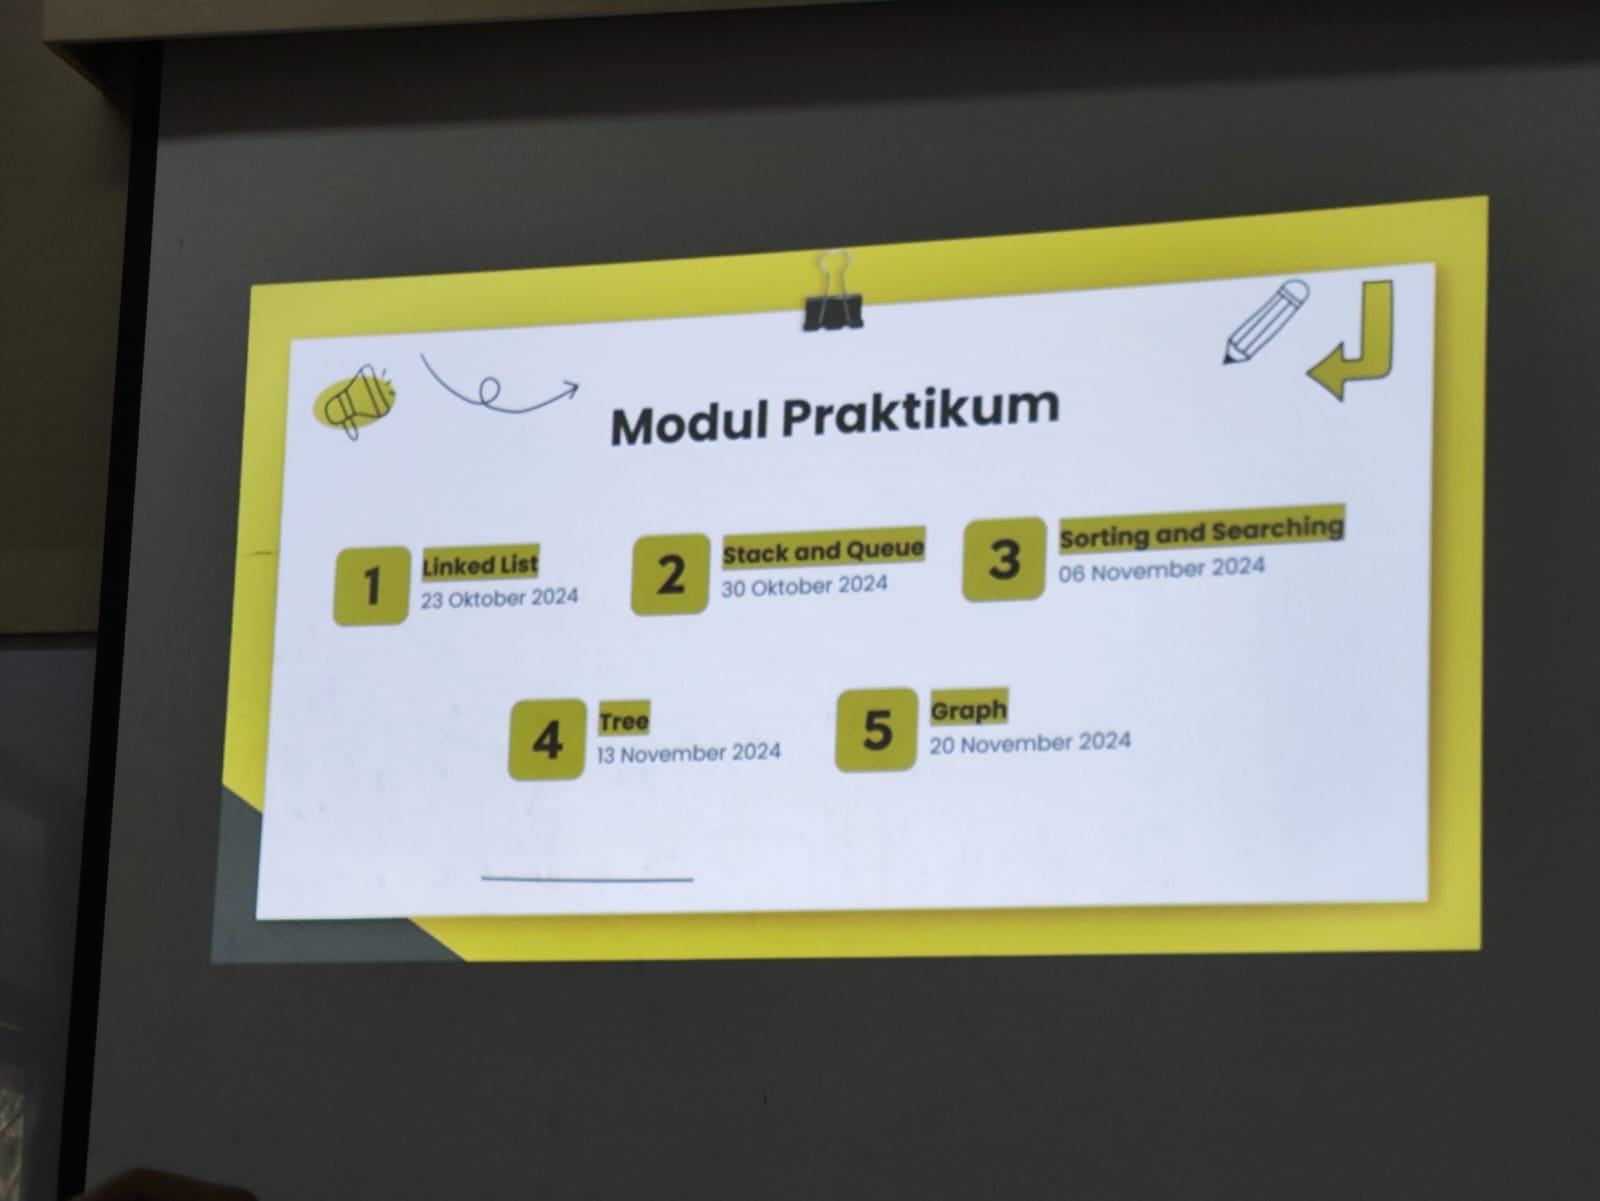 Modul Praktikum
1
Linked List
23 Oktober 2024
2
Stack and Queue
30 Oktober 2024
3
Sorting and Searching
06 November 2024
4
Tree
13 November 2024
5
Graph
20 November 2024